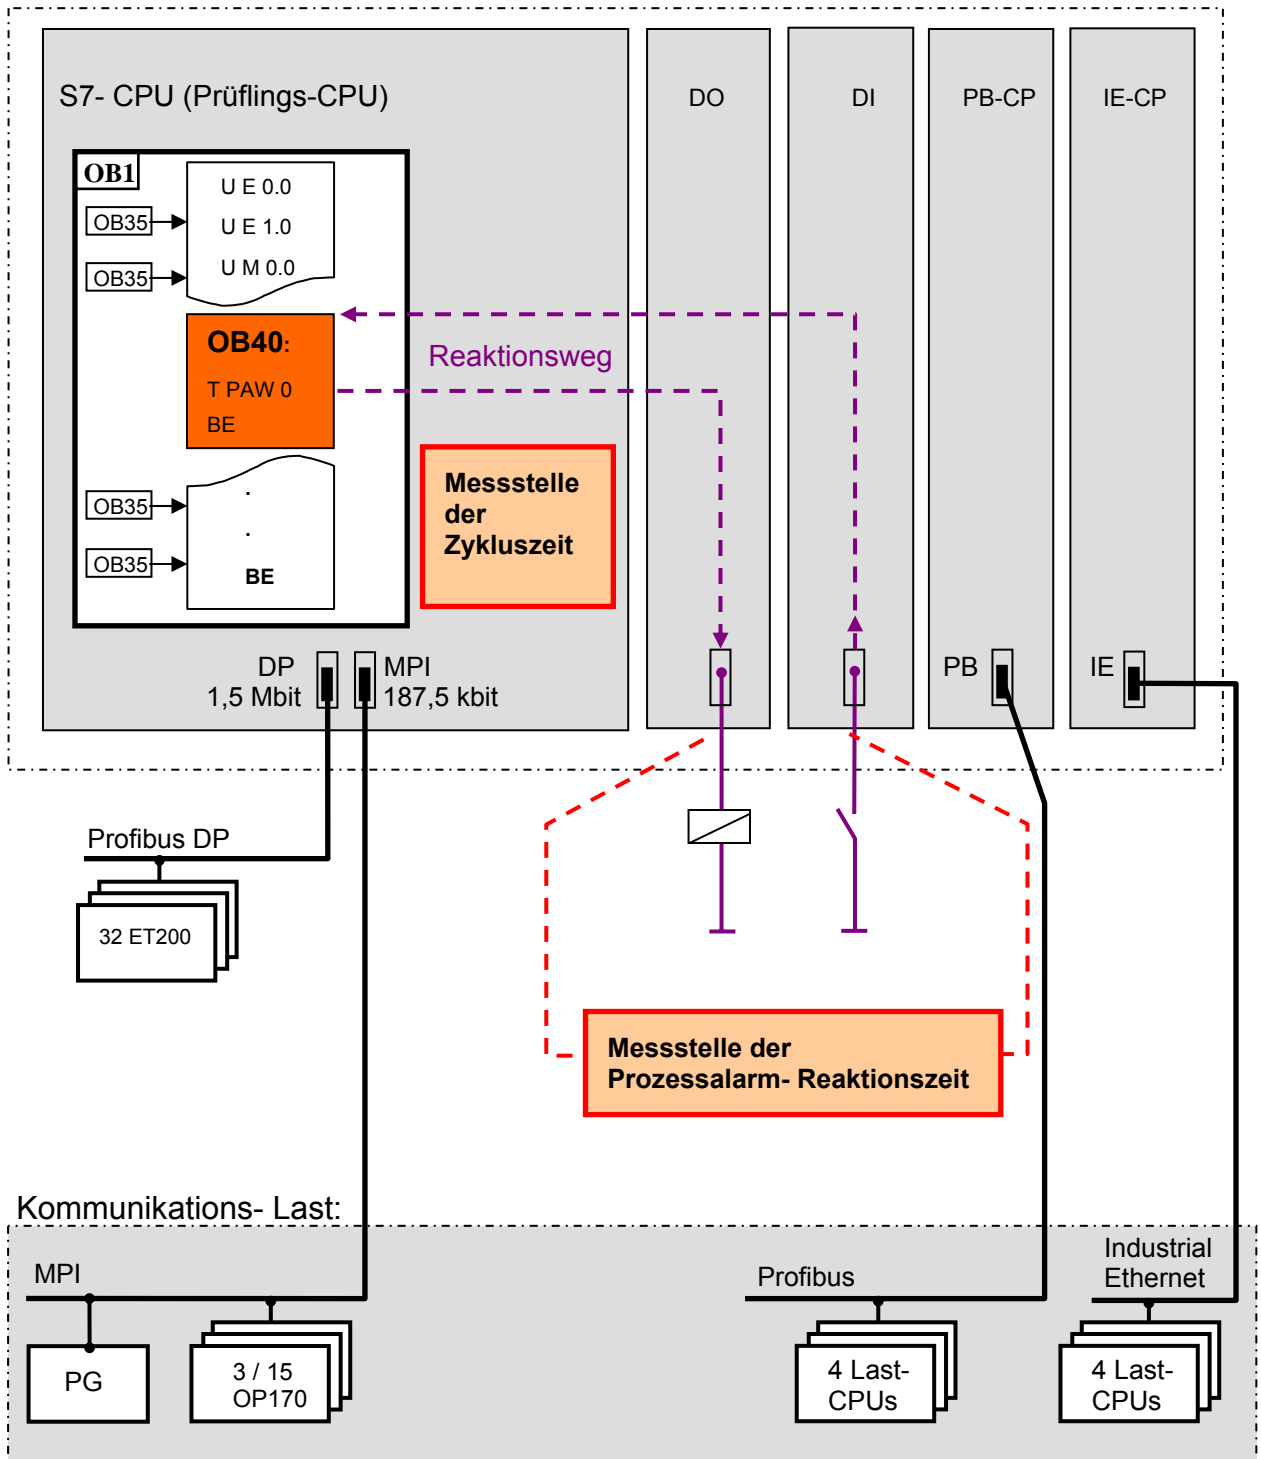 S7- CPU (Prüflings-CPU)
DO
DI
PB-CP
IE-CP
OB1
U E 0.0
OB35
U E 1.0
OB35
U M 0.0
OB40:
T PAW 0
BE
Reaktionsweg
Messstelle
der
Zykluszeit
OB35
.
.
OB35
BE
DP
1,5 Mbit
MPI
187,5 kbit
PB
IE
Profibus DP
32 ET200
Messstelle der
Prozessalarm- Reaktionszeit
Kommunikations- Last:
MPI
Profibus
Industrial
Ethernet
PG
3 / 15
OP170
4 Last-
CPUs
4 Last-
CPUs